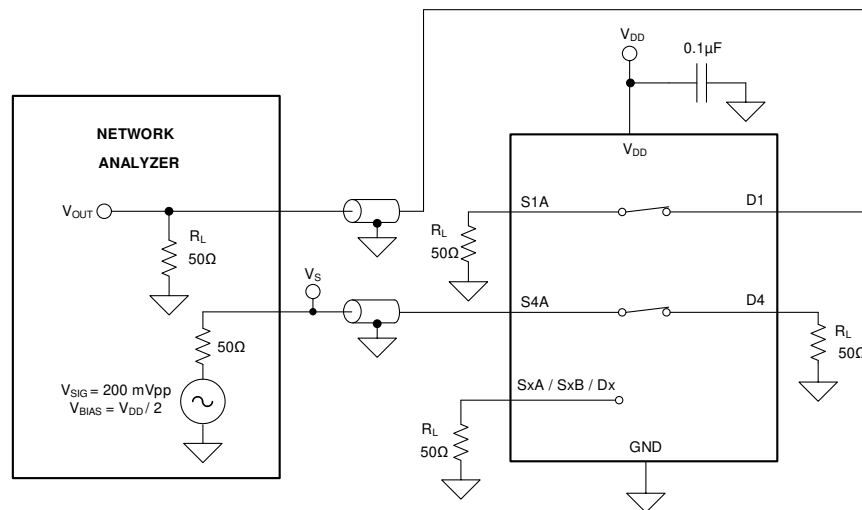 VDD
0.1µF
NETWORK
ANALYZER
VDD
VOUT
S1A
D1
RL
50Ω
RL
50Ω
VS
S4A
D4
50Ω
RL
50Ω
VSIG = 200 mVpp
VBIAS = VDD / 2
SxA / SxB / Dx
RL
50Ω
GND